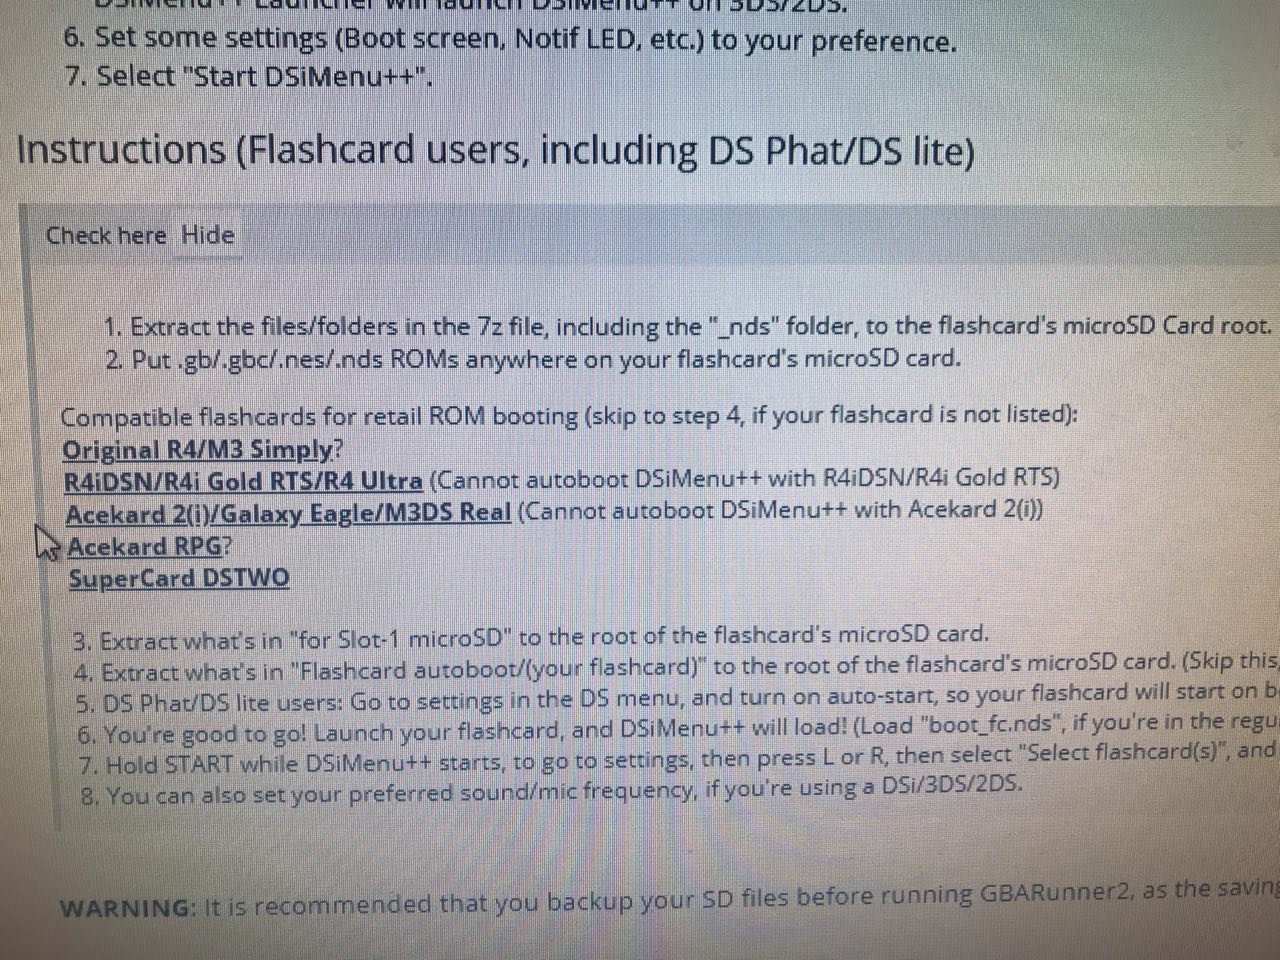 DSiMenu++ Launcher will launch DSiMenu++ on 3DS/2DS.
6. Set some settings (Boot screen, Notif LED, etc.) to your preference.
7. Select "Start DSiMenu++".
Instructions (Flashcard users, including DS Phat/DS lite)
Check here Hide
1. Extract the files/folders in the 7z file, including the "_nds" folder, to the flashcard's microSD Card root.
2. Put .gb/.gbc/.nes/.nds ROMs anywhere on your flashcard's microSD card.
Compatible flashcards for retail ROM booting (skip to step 4, if your flashcard is not listed):
Original R4/M3 Simply?
R4iDSN/R4i Gold RTS/R4 Ultra (Cannot autoboot DSiMenu++ with R4iDSN/R4i Gold RTS)
Acekard 2(i)/Galaxy Eagle/M3DS Real (Cannot autoboot DSiMenu++ with Acekard 2(i))
Acekard RPG?
SuperCard DSTWO
3. Extract what's in "for Slot-1 microSD" to the root of the flashcard's microSD card.
4. Extract what's in "Flashcard autoboot/(your flashcard)" to the root of the flashcard's microSD card. (Skip this,
5. DS Phat/DS lite users: Go to settings in the DS menu, and turn on auto-start, so your flashcard will start on
6. You're good to go! Launch your flashcard, and DSiMenu++ will load! (Load "boot_fc.nds", if you're in the regu
7. Hold START while DSiMenu++ starts, to go to settings, then press L or R, then select "Select flashcard(s)", and
8. You can also set your preferred sound/mic frequency, if you're using a DSi/3DS/2DS.
WARNING: It is recommended that you backup your SD files before running GBARunner2, as the saving